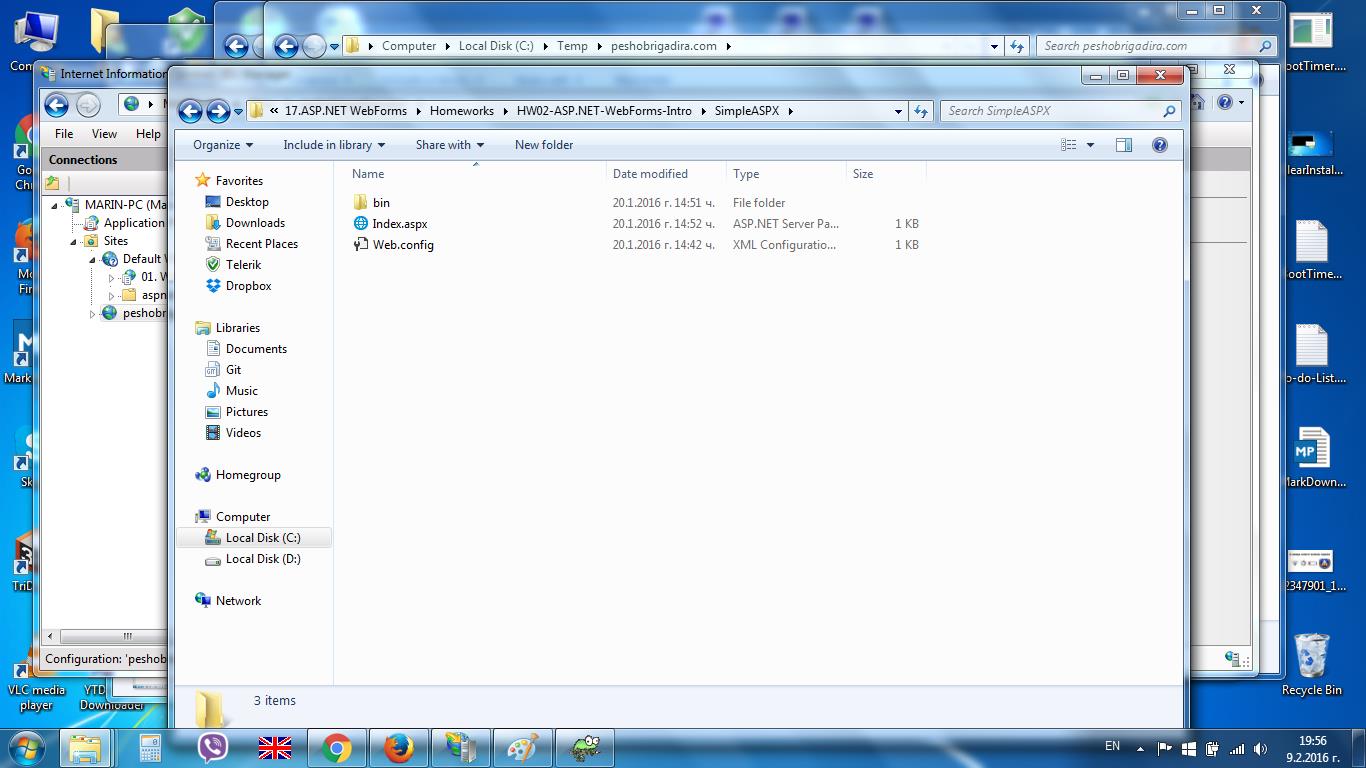 Computer
Local Disk (C:)
Temp
peshobrigadira.com
Search peshobrigadira.com
Internet Information
« 17.ASP.NET WebForms
Homeworks
HW02-ASP.NET-WebForms-Intro
SimpleASPX
Search SimpleASPX
File View Help
Organize
Include in library
Share with
New folder
Connections
MARIN-PC (Ma
Application
Sites
Default W
01. W
aspn
peshobr
Configuration: 'peshob
Favorites
Desktop
Downloads
Recent Places
Telerik
Dropbox
Libraries
Documents
Git
Music
Pictures
Videos
Homegroup
Computer
Local Disk (C:)
Local Disk (D:)
Network
Name Date modified Type Size
bin 20.1.2016 г. 14:51 ч. File folder
Index.aspx 20.1.2016 г. 14:52 ч. ASP.NET Server Pa... 1 KB
Web.config 20.1.2016 г. 14:42 ч. XML Configuratio... 1 KB
3 items
Com
Go
Chr
Mo
Fir
Mark
Sk
TriD
VLC media
player
YTD
Downloader
ootTimer....
learInstal...
ootTime...
o-do-List....
MP
MarkDown...
2347901_1...
Recycle Bin
EN
19:56
9.2.2016 г.